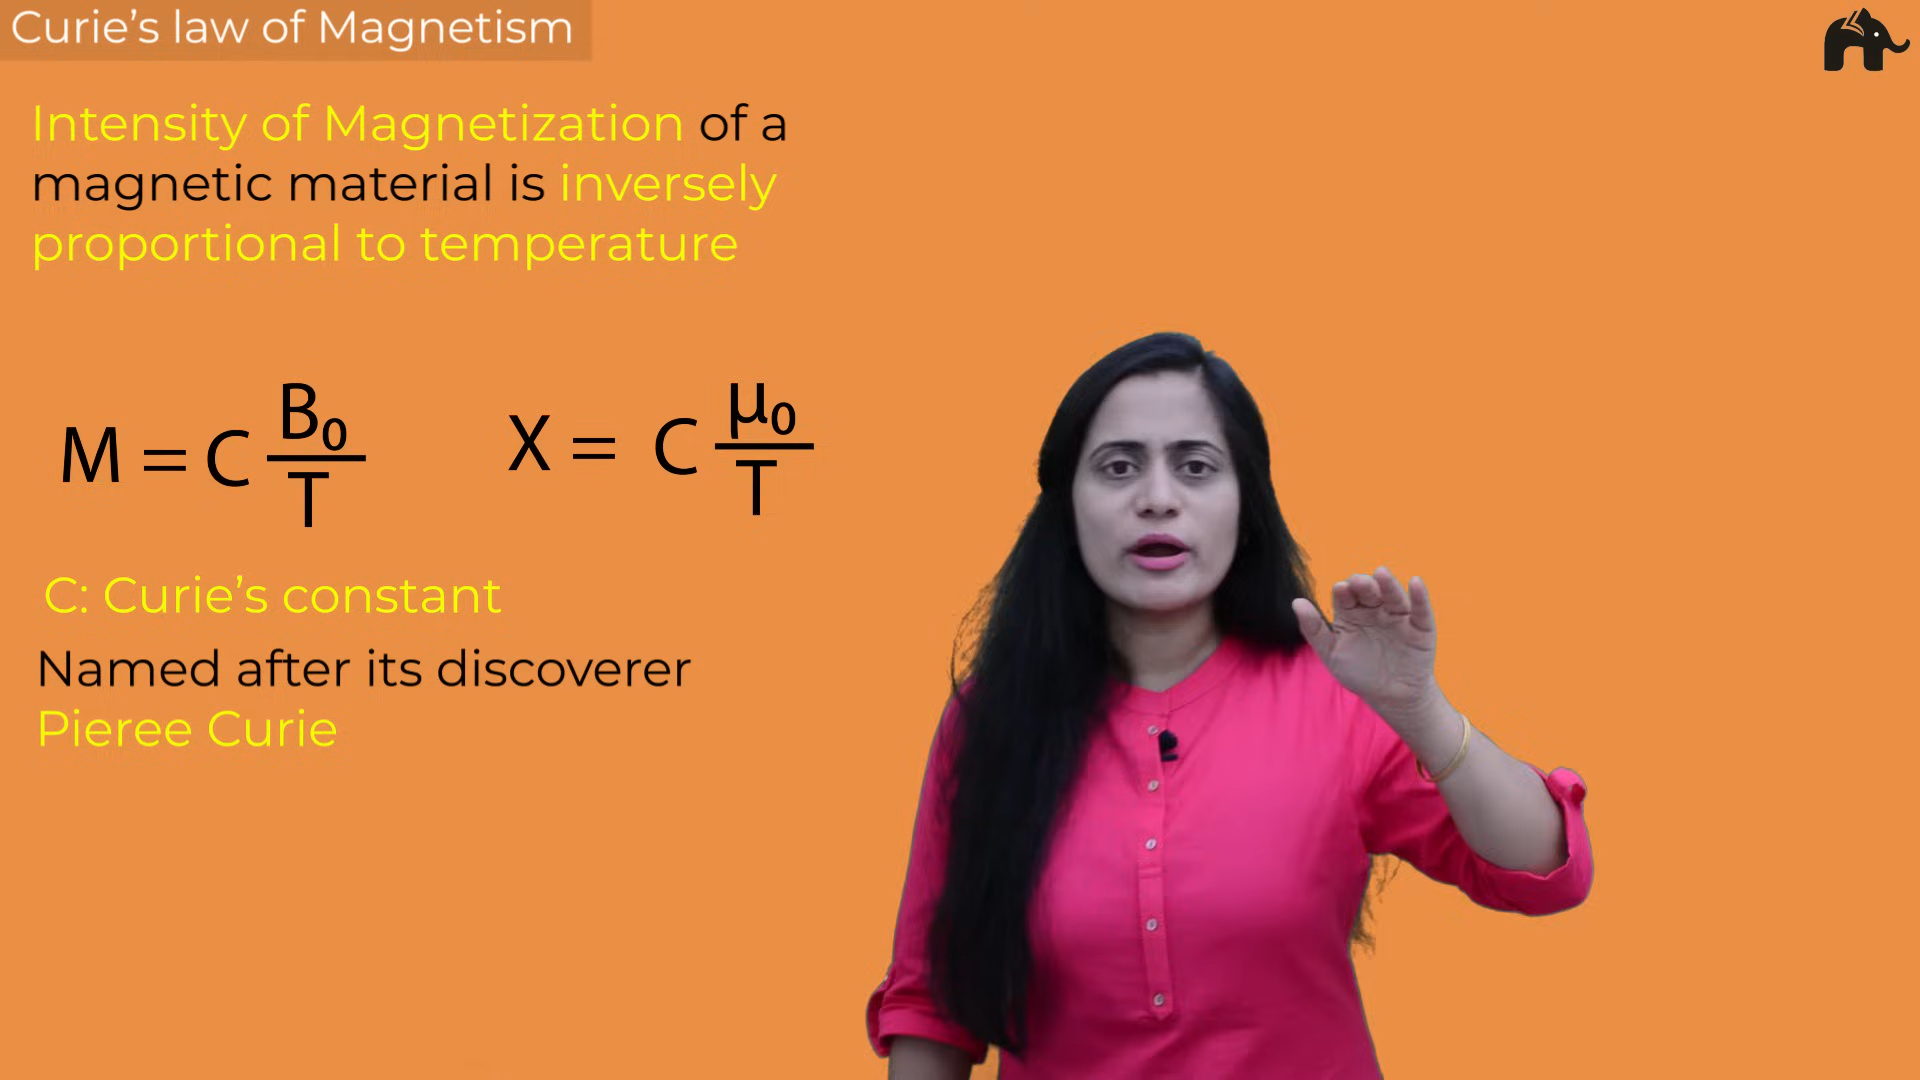 Curie’s law of Magnetism
Intensity of Magnetization of a
magnetic material is inversely
proportional to temperature
M = C B₀/T
X = C μ₀/T
C: Curie’s constant
Named after its discoverer
Pieree Curie